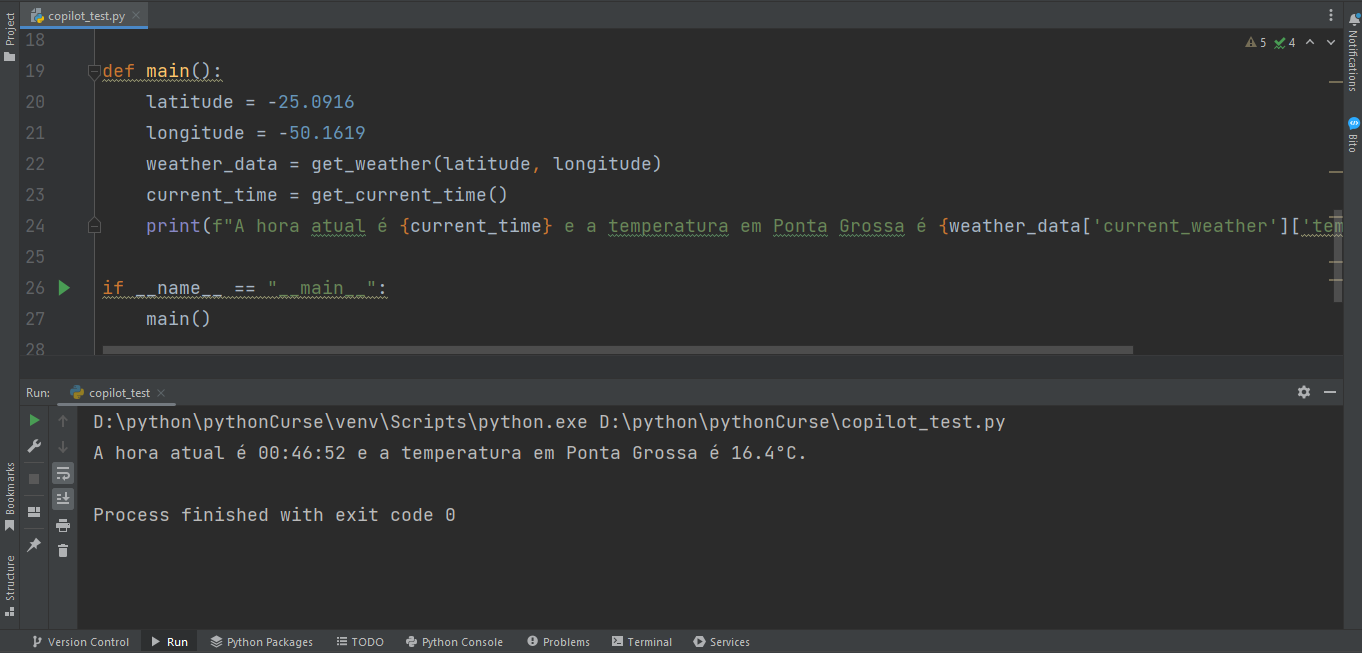 copilot_test.py
Project
Notifications
Bito
5 4
18
19 def main():
20     latitude = -25.0916
21     longitude = -50.1619
22     weather_data = get_weather(latitude, longitude)
23     current_time = get_current_time()
24     print(f"A hora atual é {current_time} e a temperatura em Ponta Grossa é {weather_data['current_weather']['tem
25
26 if __name__ == "__main__":
27     main()
28
Run: copilot_test
D:\python\pythonCurse\venv\Scripts\python.exe D:\python\pythonCurse\copilot_test.py
A hora atual é 00:46:52 e a temperatura em Ponta Grossa é 16.4°C.
Process finished with exit code 0
Bookmarks
Structure
Version Control Run Python Packages TODO Python Console Problems Terminal Services